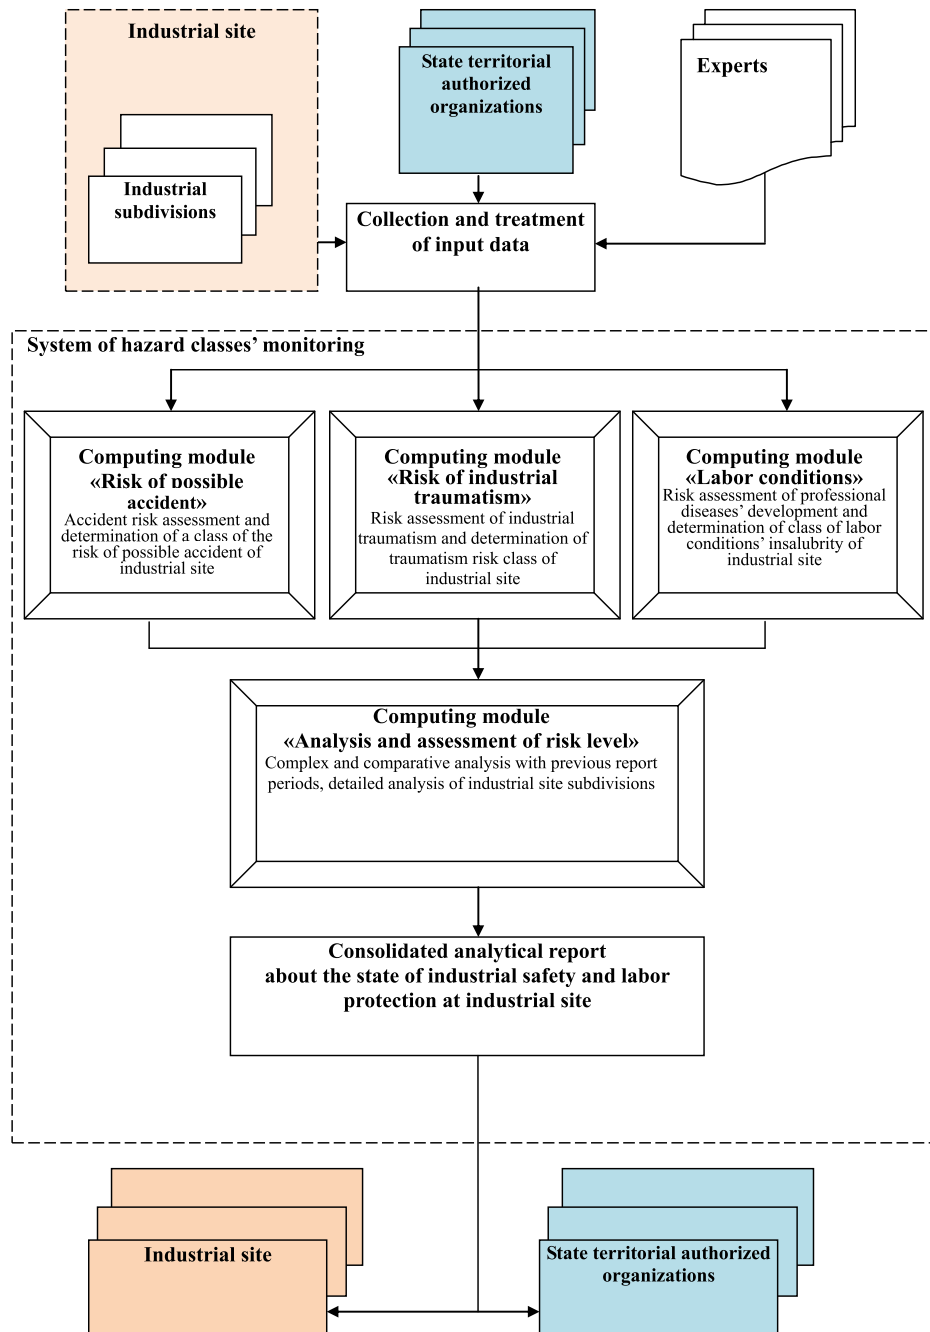 Industrial site
Industrial
subdivisions
State territorial
authorized
organizations
Experts
Collection and treatment
of input data
System of hazard classes’ monitoring
Computing module
«Risk of possible
accident»
Accident risk assessment and
determination of a class of the
risk of possible accident of
industrial site
Computing module
«Risk of industrial
traumatism»
Risk assessment of industrial
traumatism and determination of
traumatism risk class of
industrial site
Computing module
«Labor conditions»
Risk assessment of professional
diseases’ development and
determination of class of labor
conditions’ insalubrity of
industrial site
Computing module
«Analysis and assessment of risk level»
Complex and comparative analysis with previous report
periods, detailed analysis of industrial site subdivisions
Consolidated analytical report
about the state of industrial safety and labor
protection at industrial site
Industrial site
State territorial authorized
organizations